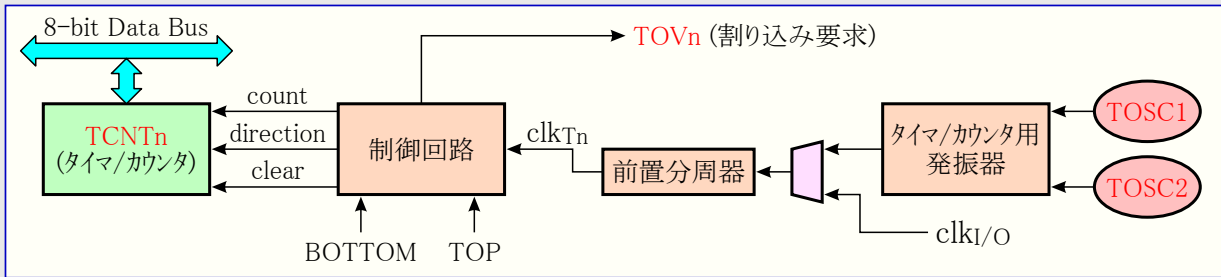 8-bit Data Bus
TOVn (割り込み要求)
count
TCNTn
(タイマ/カウンタ)
direction
clear
制御回路
clkTn
前置分周器
タイマ/カウンタ用
発振器
TOSC1
TOSC2
clkI/O
BOTTOM
TOP